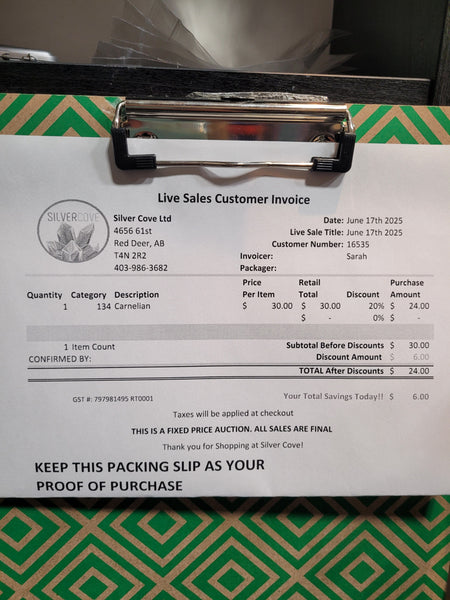 Live Sales Customer Invoice
SILVERCOVE
Silver Cove Ltd
4656 61st
Red Deer, AB
T4N 2R2
403-986-3682
Date: June 17th 2025
Live Sale Title: June 17th 2025
Customer Number: 16535
Invoicer: Sarah
Packager:
Quantity Category Description Price Per Item Retail Total Discount Purchase Amount
1 134 Carnelian $ 30.00 $ 30.00 20% $ 24.00
$ - 0% $ -
1 Item Count Subtotal Before Discounts $ 30.00
CONFIRMED BY: Discount Amount $ 6.00
TOTAL After Discounts $ 24.00
GST #: 797981495 RT0001 Your Total Savings Today!! $ 6.00
Taxes will be applied at checkout
THIS IS A FIXED PRICE AUCTION. ALL SALES ARE FINAL
Thank you for Shopping at Silver Cove!
KEEP THIS PACKING SLIP AS YOUR
PROOF OF PURCHASE